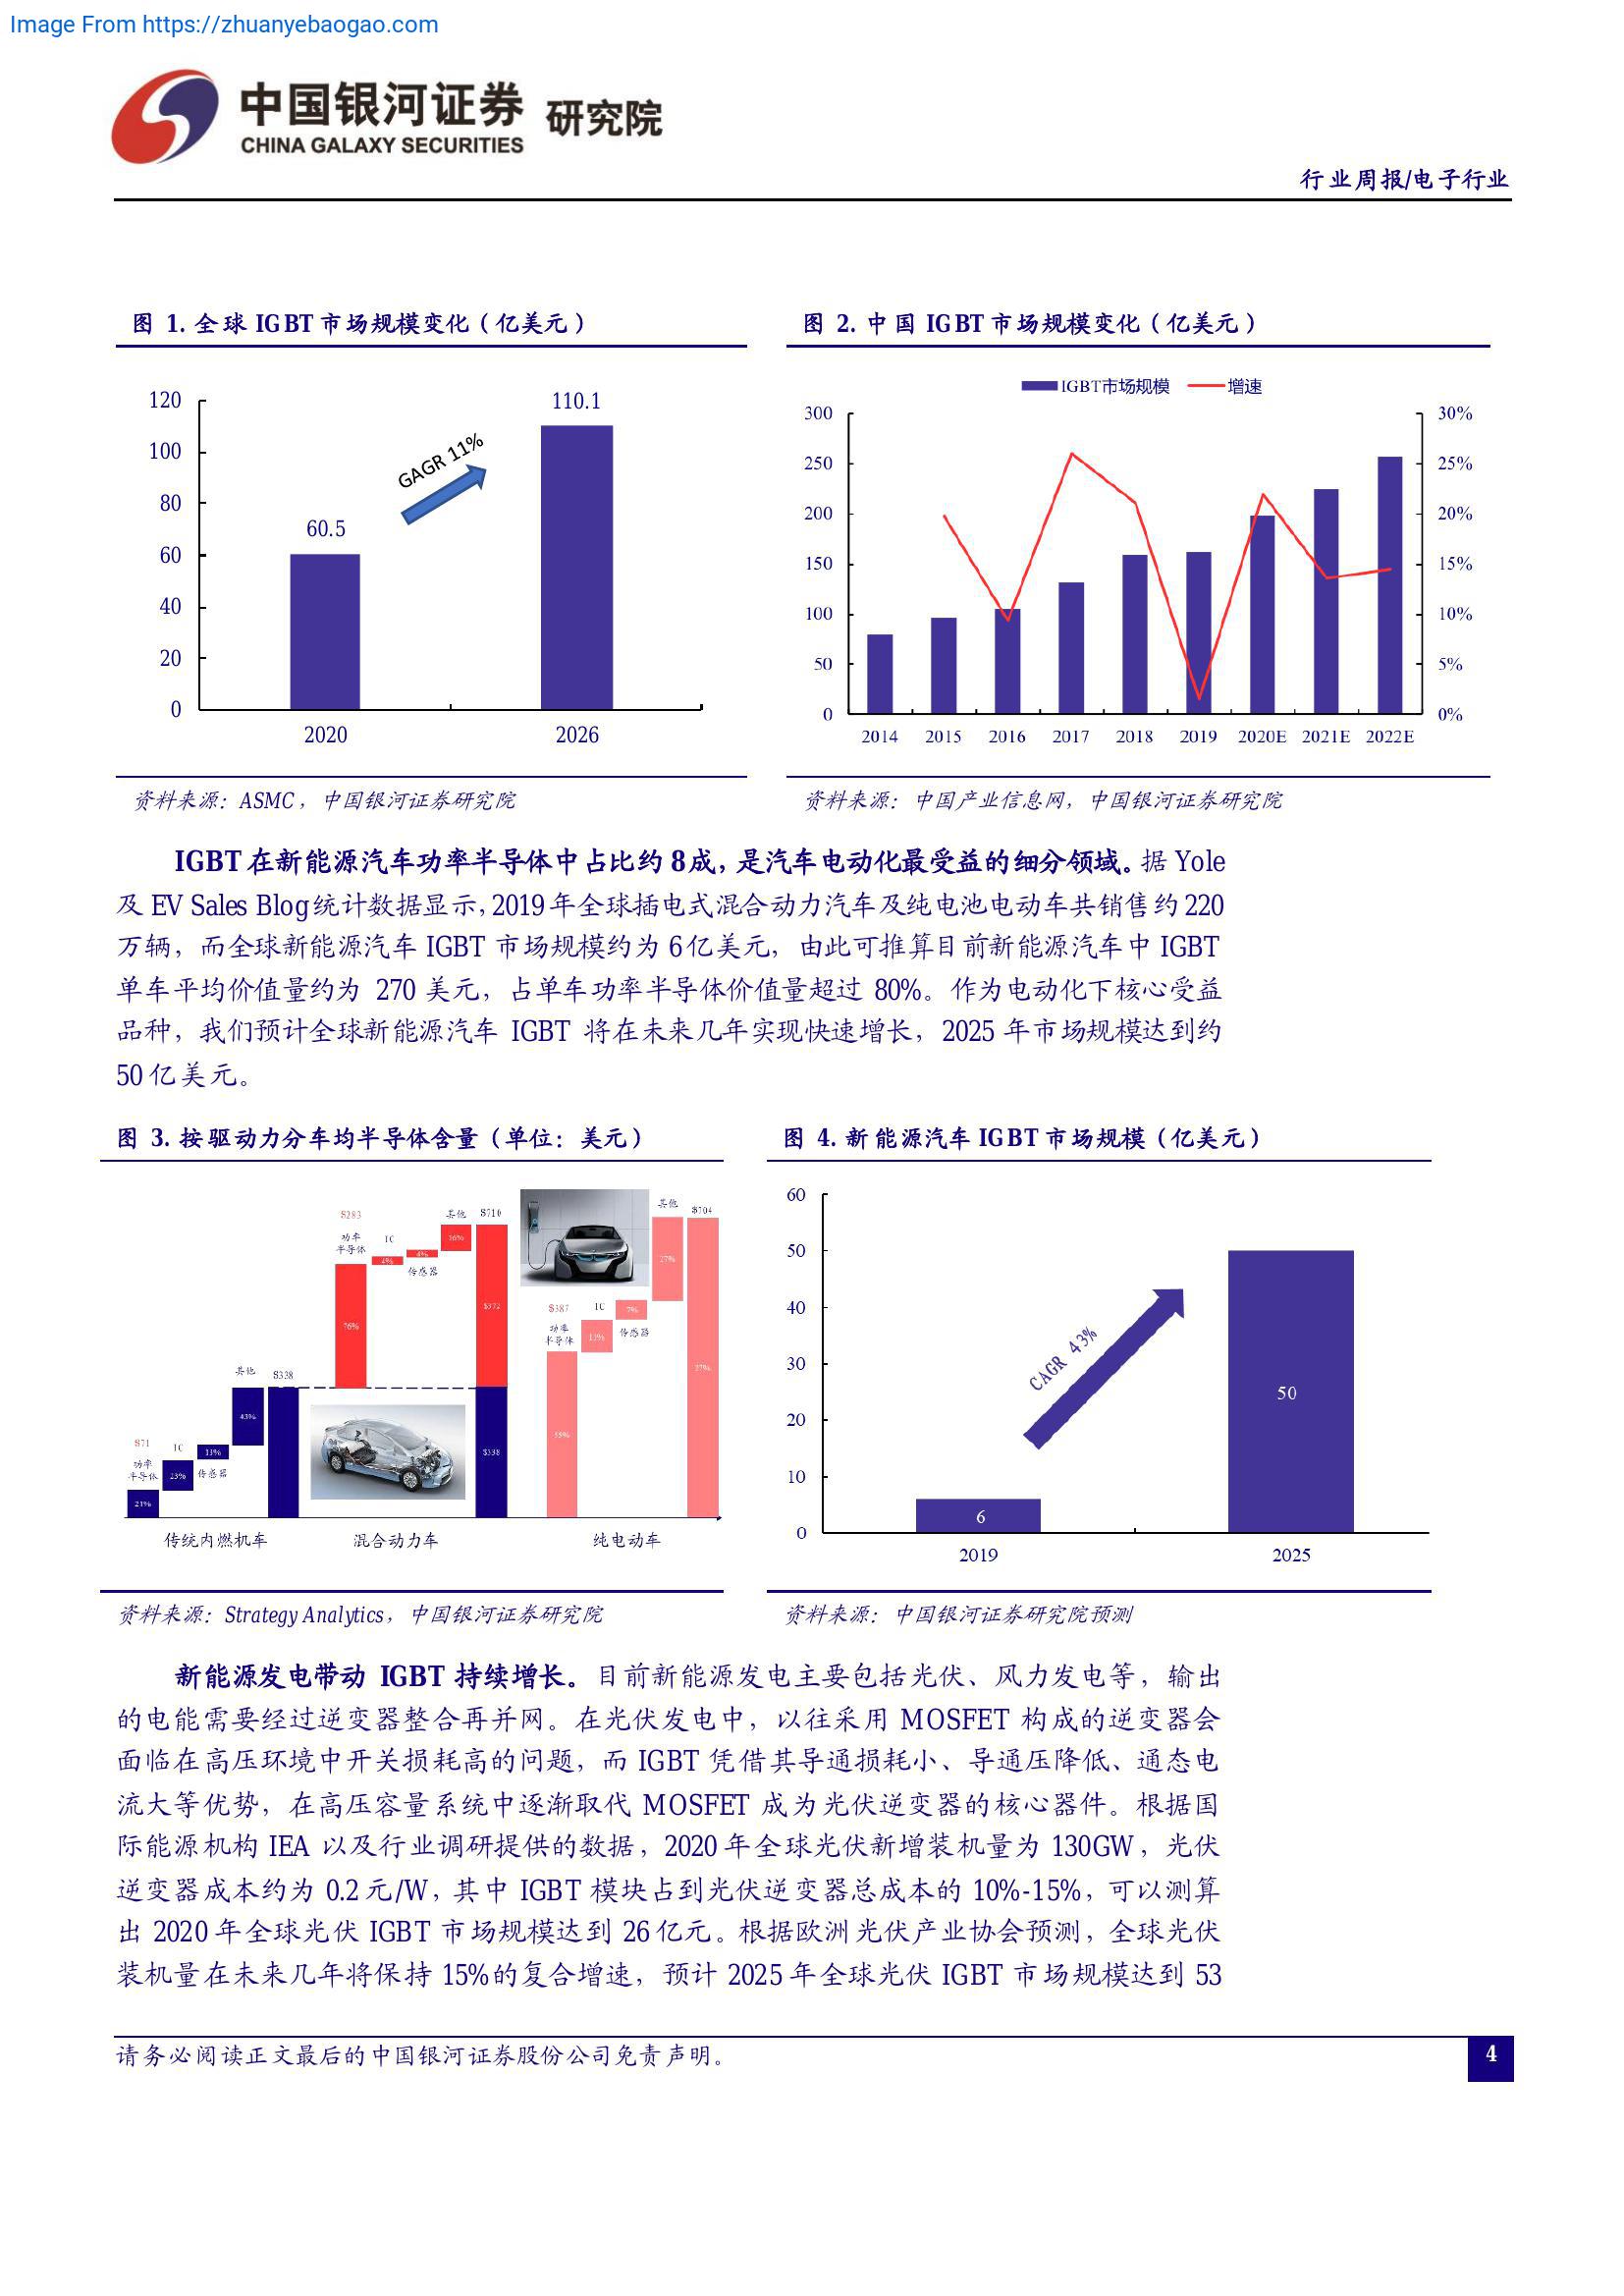 Image From https://zhuanyebaogao.com
中国银河证券 研究院
CHINA GALAXY SECURITIES
行业周报/电子行业
图 1. 全球 IGBT 市场规模变化（亿美元）
120
100
80
60
40
20
0
60.5
GAGR 11%
110.1
2020
2026
资料来源：ASMC，中国银河证券研究院
图 2. 中国 IGBT 市场规模变化（亿美元）
IGBT市场规模 增速
300
250
200
150
100
50
0
30%
25%
20%
15%
10%
5%
0%
2014 2015 2016 2017 2018 2019 2020E 2021E 2022E
资料来源：中国产业信息网，中国银河证券研究院
IGBT 在新能源汽车功率半导体中占比约 8成，是汽车电动化最受益的细分领域。据 Yole
及 EV Sales Blog 统计数据显示，2019 年全球插电式混合动力汽车及纯电池电动车共销售约 220
万辆，而全球新能源汽车 IGBT 市场规模约为 6亿美元，由此可推算目前新能源汽车中 IGBT
单车平均价值量约为 270 美元，占单车功率半导体价值量超过 80%。作为电动化下核心受益
品种，我们预计全球新能源汽车 IGBT 将在未来几年实现快速增长，2025 年市场规模达到约
50 亿美元。
图 3. 按驱动力分车均半导体含量（单位：美元）
$71
功率
半导体
21%
IC
23%
13%
传感器
其他
43%
$338
$283
功率
半导体
76%
IC
4%
4%
传感器
其他
16%
$710
$372
$338
$387
功率
半导体
55%
IC
11%
7%
传感器
其他
27%
$704
27%
传统内燃机车
混合动力车
纯电动车
资料来源：Strategy Analytics，中国银河证券研究院
图 4. 新能源汽车 IGBT 市场规模（亿美元）
60
50
40
30
20
10
0
6
CAGR 43%
50
2019
2025
资料来源：中国银河证券研究院预测
新能源发电带动 IGBT 持续增长。目前新能源发电主要包括光伏、风力发电等，输出
的电能需要经过逆变器整合再并网。在光伏发电中，以往采用 MOSFET 构成的逆变器会
面临在高压环境中开关损耗高的问题，而 IGBT 凭借其导通损耗小、导通压降低、通态电
流大等优势，在高压容量系统中逐渐取代 MOSFET 成为光伏逆变器的核心器件。根据国
际能源机构 IEA 以及行业调研提供的数据，2020 年全球光伏新增装机量为 130GW，光伏
逆变器成本约为 0.2 元/W，其中 IGBT 模块占到光伏逆变器总成本的 10%-15%，可以测算
出 2020 年全球光伏 IGBT 市场规模达到 26 亿元。根据欧洲光伏产业协会预测，全球光伏
装机量在未来几年将保持 15%的复合增速，预计 2025 年全球光伏 IGBT 市场规模达到 53
请务必阅读正文最后的中国银河证券股份公司免责声明。
4